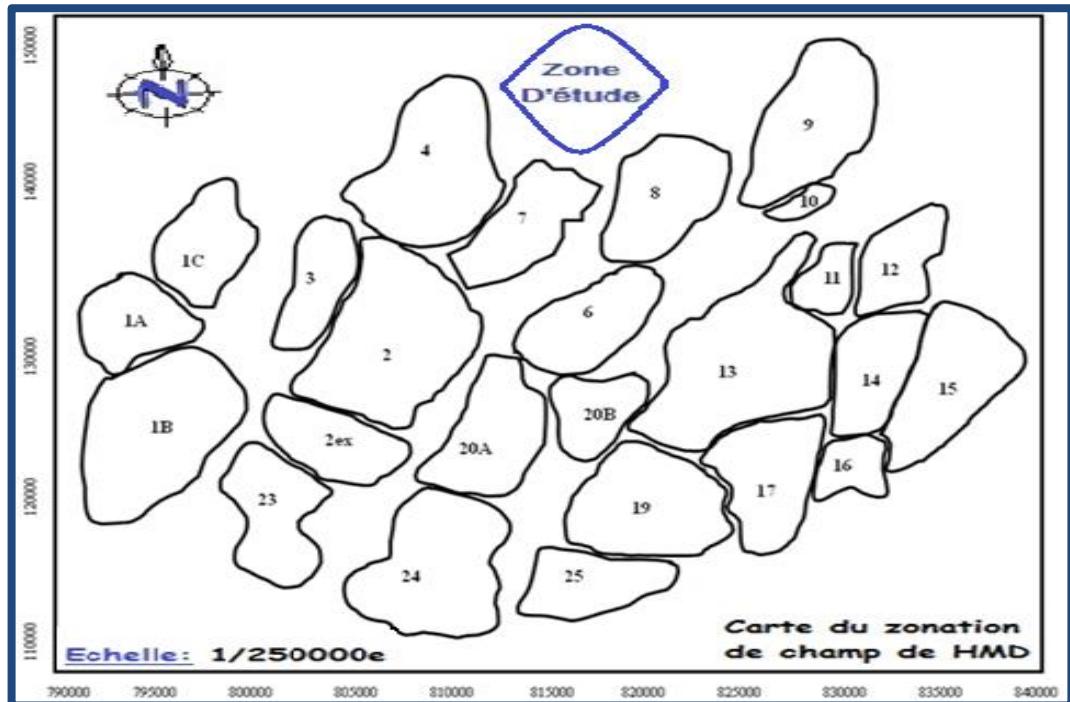 150000
140000
130000
120000
110000
Zone
D'étude
4
9
8
10
7
1C
3
11
12
1A
6
2
13
14
15
1B
20B
2ex
20A
16
23
17
19
24
25
Echelle: 1/250000e
Carte du zonation
de champ de HMD
790000 795000 800000 805000 810000 815000 820000 825000 830000 835000 840000